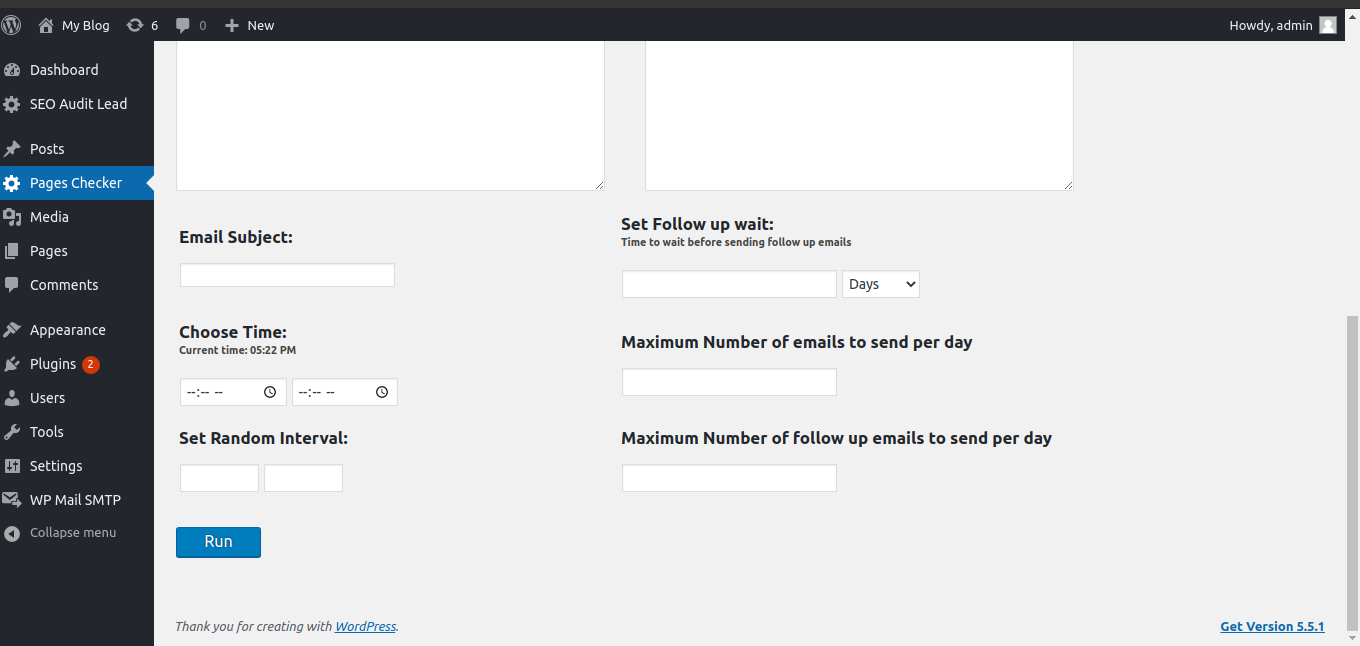 My Blog 6 0 New Howdy, admin
Dashboard
SEO Audit Lead
Posts
Pages Checker
Media
Pages
Comments
Appearance
Plugins 2
Users
Tools
Settings
WP Mail SMTP
Collapse menu
Email Subject:
Set Follow up wait:
Time to wait before sending follow up emails
Days
Choose Time:
Current time: 05:22 PM
--:-- -- --:-- --
Maximum Number of emails to send per day
Set Random Interval:
Maximum Number of follow up emails to send per day
Run
Thank you for creating with WordPress. Get Version 5.5.1